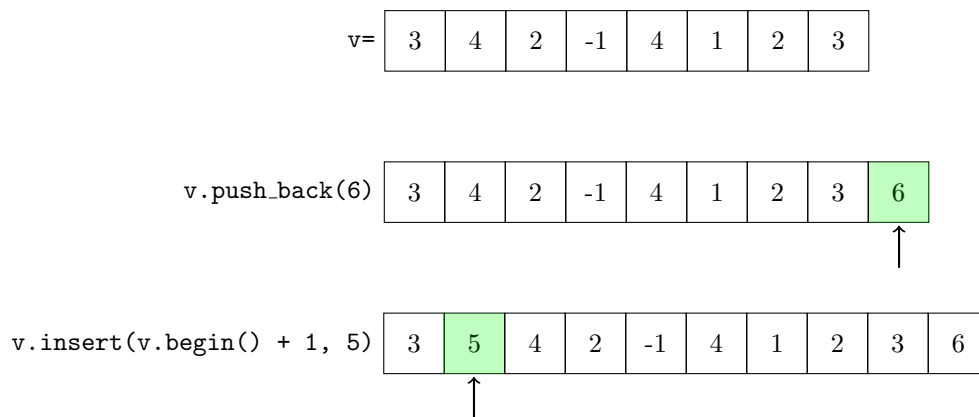 v= 3 4 2 -1 4 1 2 3
v.push_back(6) 3 4 2 -1 4 1 2 3 6
v.insert(v.begin() + 1, 5) 3 5 4 2 -1 4 1 2 3 6